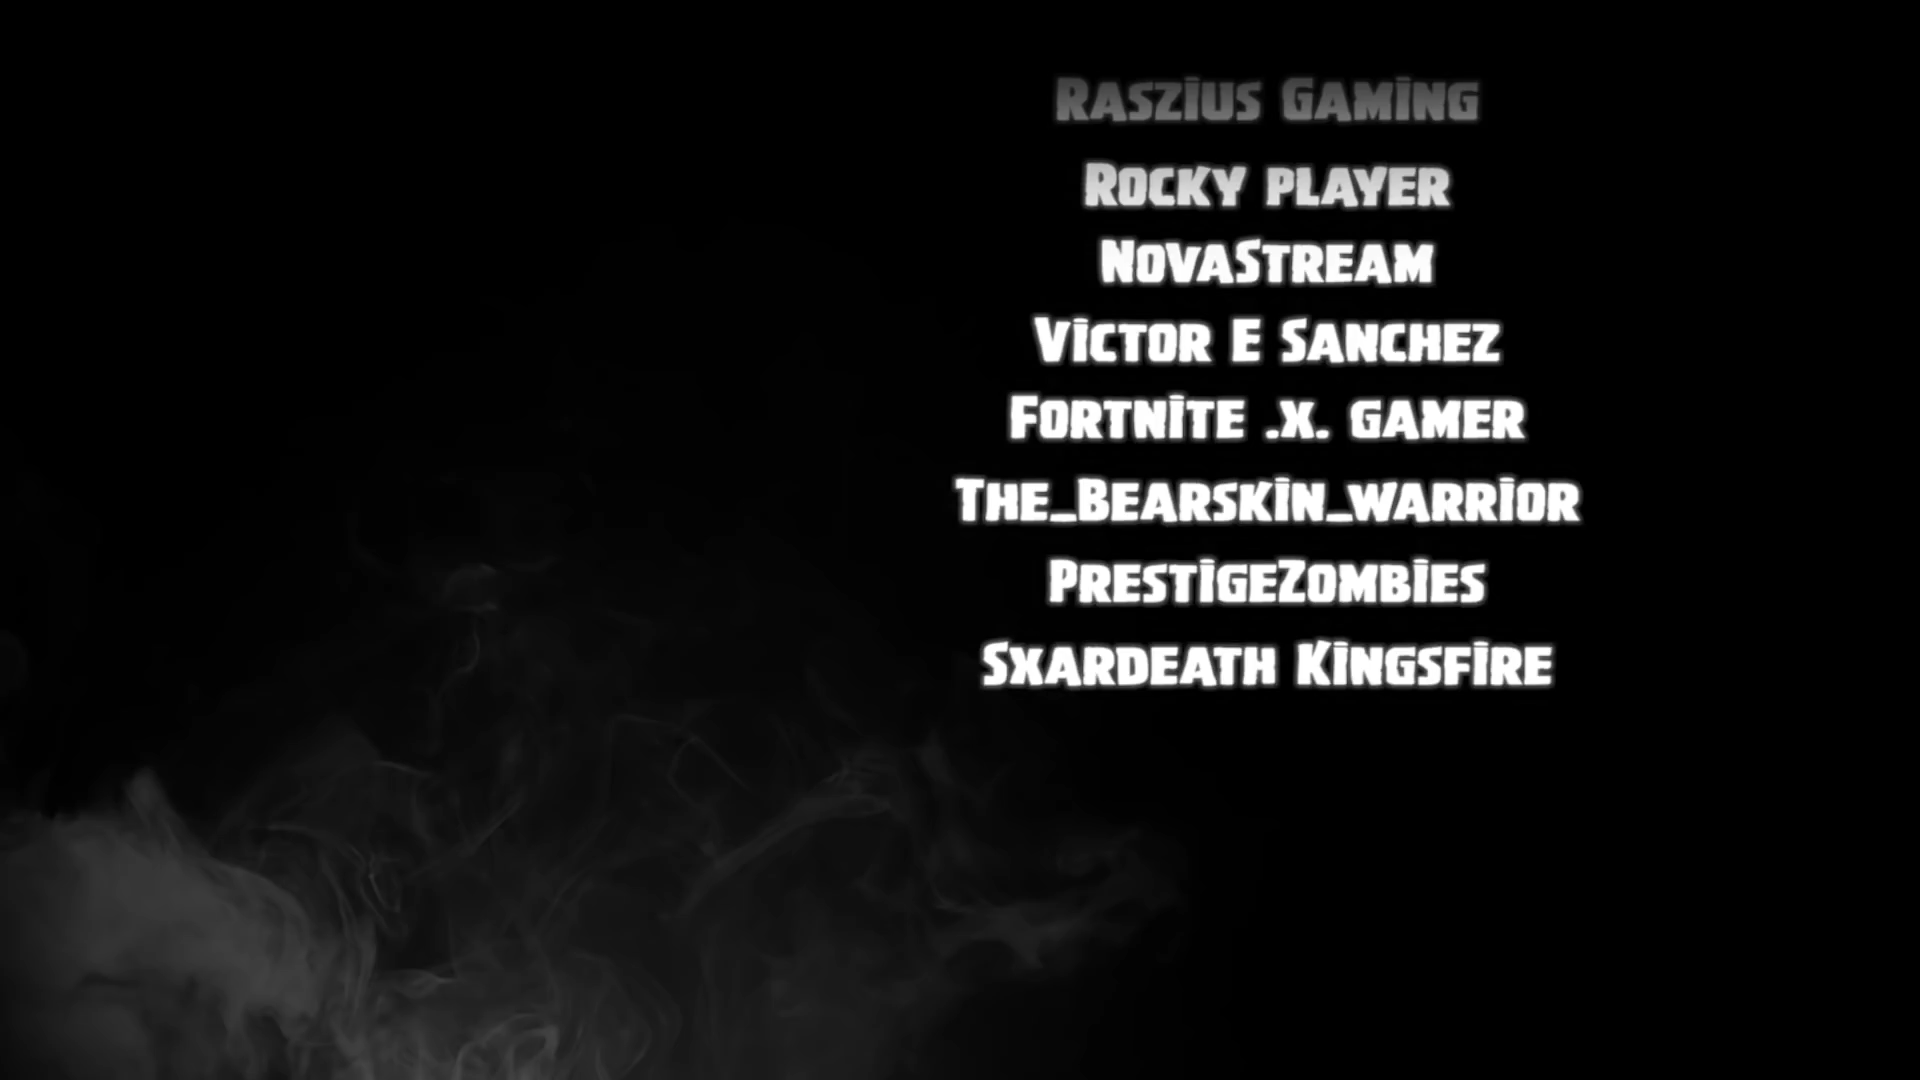 Raszius Gaming
Rocky player
NovaStream
Victor E Sanchez
Fortnite .x. gamer
The_Bearskin_warrior
PrestigeZombies
Sxardeath Kingsfire